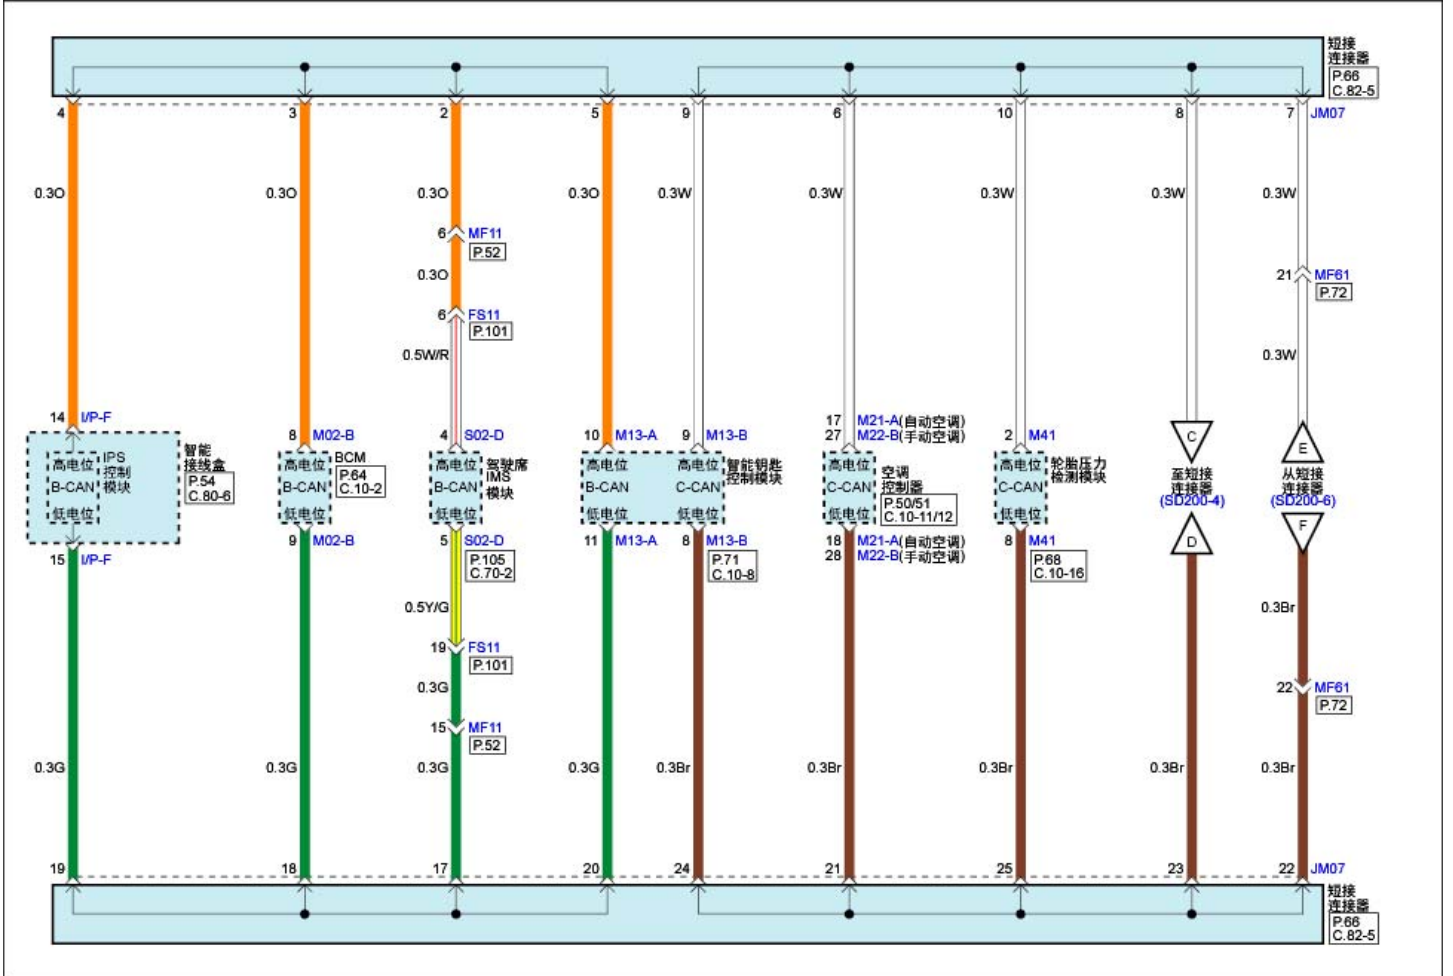 短接
连接器
P.66
C.82-5
4 3 2 5 9 6 10 8 7 JM07
0.3O 0.3O 0.3O 0.3O 0.3W 0.3W 0.3W 0.3W 0.3W
6 MF11
P.52
0.3O
21 MF61
P.72
6 FS11
P.101
0.5W/R
0.3W
14 I/P-F
8 M02-B
4 S02-D
10 M13-A
9 M13-B
17 M21-A(自动空调)
27 M22-B(手动空调)
2 M41
高电位
B-CAN
低电位
IPS
控制
模块
智能
接线盒
P.54
C.80-6
高电位
B-CAN
低电位
BCM
P.64
C.10-2
高电位
B-CAN
低电位
驾驶席
IMS
模块
高电位
B-CAN
低电位
高电位
C-CAN
低电位
智能钥匙
控制模块
高电位
C-CAN
低电位
空调
控制器
P.50/51
C.10-11/12
高电位
C-CAN
低电位
轮胎压力
检测模块
C
至短接
连接器
(SD200-4)
D
E
从短接
连接器
(SD200-6)
F
15 I/P-F
9 M02-B
5 S02-D
P.105
C.70-2
11 M13-A
8 M13-B
P.71
C.10-8
18 M21-A(自动空调)
28 M22-B(手动空调)
8 M41
P.68
C.10-16
0.5Y/G
0.3Br
19 FS11
P.101
0.3G
22 MF61
P.72
15 MF11
P.52
0.3G 0.3G 0.3G 0.3G 0.3Br 0.3Br 0.3Br 0.3Br 0.3Br
19 18 17 20 24 21 25 23 22 JM07
短接
连接器
P.66
C.82-5